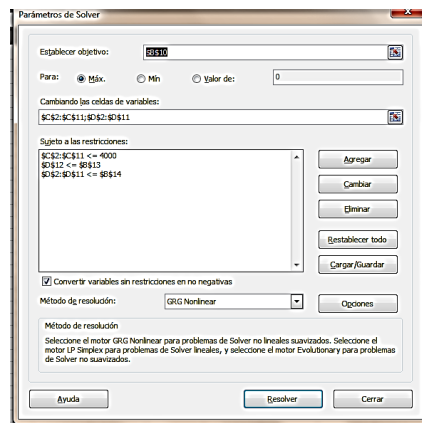 Parámetros de Solver
Establecer objetivo: $B$10
Para: Máx. Mín Valor de: 0
Cambiando las celdas de variables:
$C$2:$C$11;$D$2:$D$11
Sujeto a las restricciones:
$C$2:$C$11 <= 4000
$D$12 <= $B$13
$D$2:$D$11 <= $B$14
Agregar
Cambiar
Eliminar
Restablecer todo
Cargar/Guardar
Convertir variables sin restricciones en no negativas
Método de resolución: GRG Nonlinear Opciones
Método de resolución
Seleccione el motor GRG Nonlinear para problemas de Solver no lineales suavizados. Seleccione el
motor LP Simplex para problemas de Solver lineales, y seleccione el motor Evolutionary para problemas
de Solver no suavizados.
Ayuda Resolver Cerrar